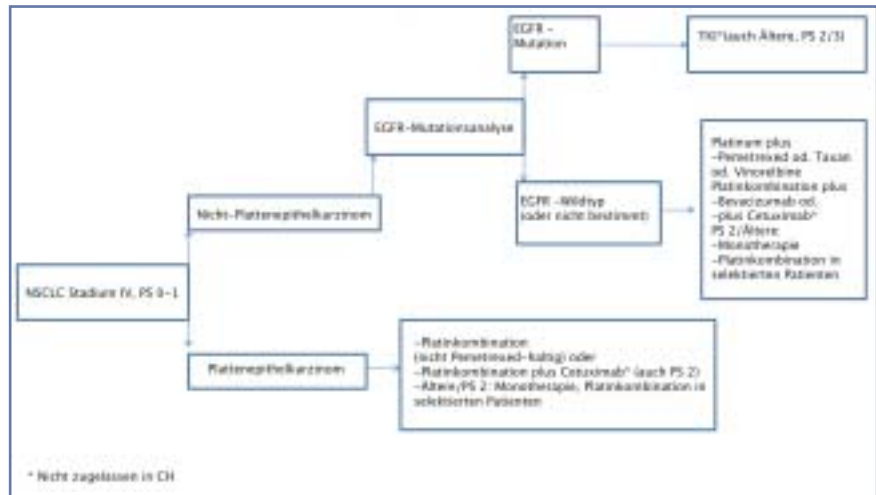 EGFR -
Mutation
TKI*(auch Ältere, PS 2/3)
EGFR-Mutationsanalyse
Platinum plus
-Pemetrexed od. Taxan
od. Vinorelbine
Platinkombination plus
-Bevacizumab od.
-plus Cetuximab*
PS 2/Ältere:
-Monotherapie
-Platinkombination in
selektierten Patienten
EGFR -Wildtyp
(oder nicht bestimmt)
Nicht-Plattenepithelkarzinom
NSCLC Stadium IV, PS 0-1
Plattenepithelkarzinom
-Platinkombination
(nicht Pemetrexed-haltig) oder
-Platinkombination plus Cetuximab* (auch PS 2)
-Ältere/PS 2: Monotherapie, Platinkombination in
selektierten Patienten
* Nicht zugelassen in CH